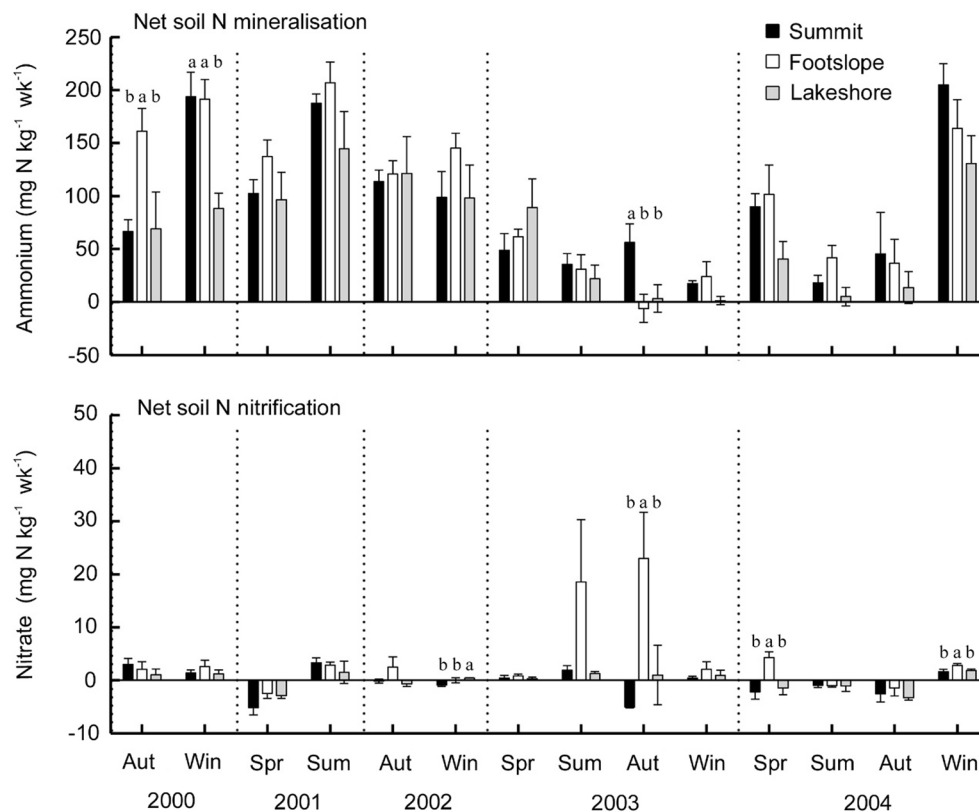 Net soil N mineralisation
Summit
Footslope
Lakeshore
Ammonium (mg N kg⁻¹ wk⁻¹)
250
200
150
100
50
0
-50
b a b
a a b
a b b
Net soil N nitrification
Nitrate (mg N kg⁻¹ wk⁻¹)
50
40
30
20
10
0
-10
b b a
b a b
b a b
b a b
Aut Win Spr Sum Aut Win Spr Sum Aut Win Spr Sum Aut Win
2000 2001 2002 2003 2004